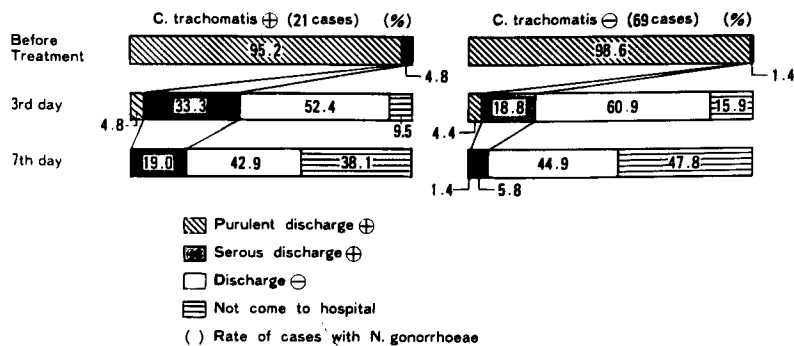 C. trachomatis ⊕ (21 cases) (%) C. trachomatis ⊖ (69 cases) (%)
Before Treatment 95.2 98.6
4.8 1.4
3rd day 33.3 52.4 18.8 60.9 15.9
4.8 9.5 4.4
7th day 19.0 42.9 38.1 44.9 47.8
1.4 5.8
Purulent discharge ⊕
Serous discharge ⊕
Discharge ⊖
Not come to hospital
( ) Rate of cases with N. gonorrhoeae